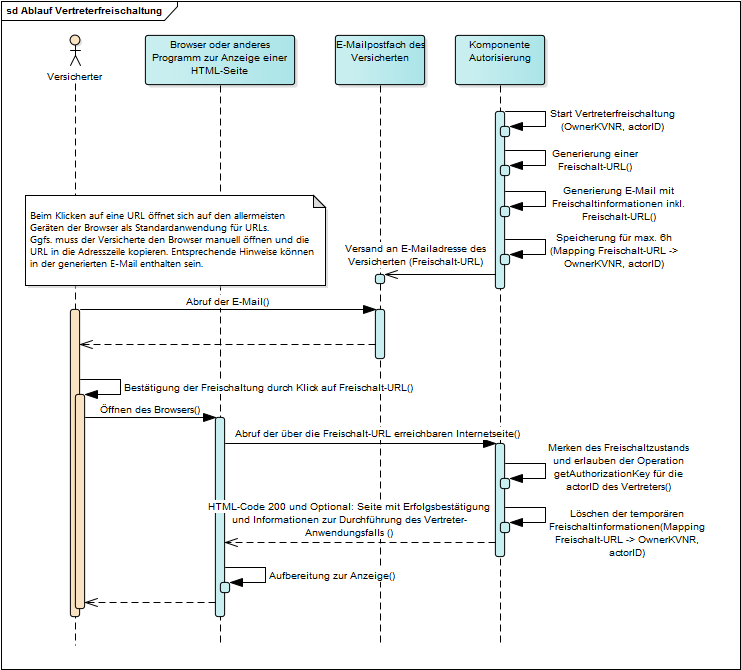 sd Ablauf Vertreterfreischaltung
Versicherter
Browser oder anderes
Programm zur Anzeige einer
HTML-Seite
E-Mailpostfach des
Versicherten
Komponente
Autorisierung
Start Vertreterfreischaltung
(OwnerKVNR, actorID)
Generierung einer
Freischalt-URL()
Generierung E-Mail mit
Freischaltinformationen inkl.
Freischalt-URL()
Speicherung für max. 6h
(Mapping Freischalt-URL ->
OwnerKVNR, actorID)
Beim Klicken auf eine URL öffnet sich auf den allermeisten
Geräten der Browser als Standardanwendung für URLs.
Ggfs. muss der Versicherte den Browser manuell öffnen und die
URL in die Adresszeile kopieren. Entsprechende Hinweise können
in der generierten E-Mail enthalten sein.
Versand an E-Mailadresse des
Versicherten (Freischalt-URL)
Abruf der E-Mail()
Bestätigung der Freischaltung durch Klick auf Freischalt-URL()
Öffnen des Browsers()
Abruf der über die Freischalt-URL erreichbaren Internetseite()
Merken des Freischaltzustands
und erlauben der Operation
getAuthorizationKey für die
actorID des Vertreters()
HTML-Code 200 und Optional: Seite mit Erfolgsbestätigung
und Informationen zur Durchführung des Vertreter-
Anwendungsfalls ()
Löschen der temporären
Freischaltinformationen(Mapping
Freischalt-URL -> OwnerKVNR,
actorID)
Aufbereitung zur Anzeige()